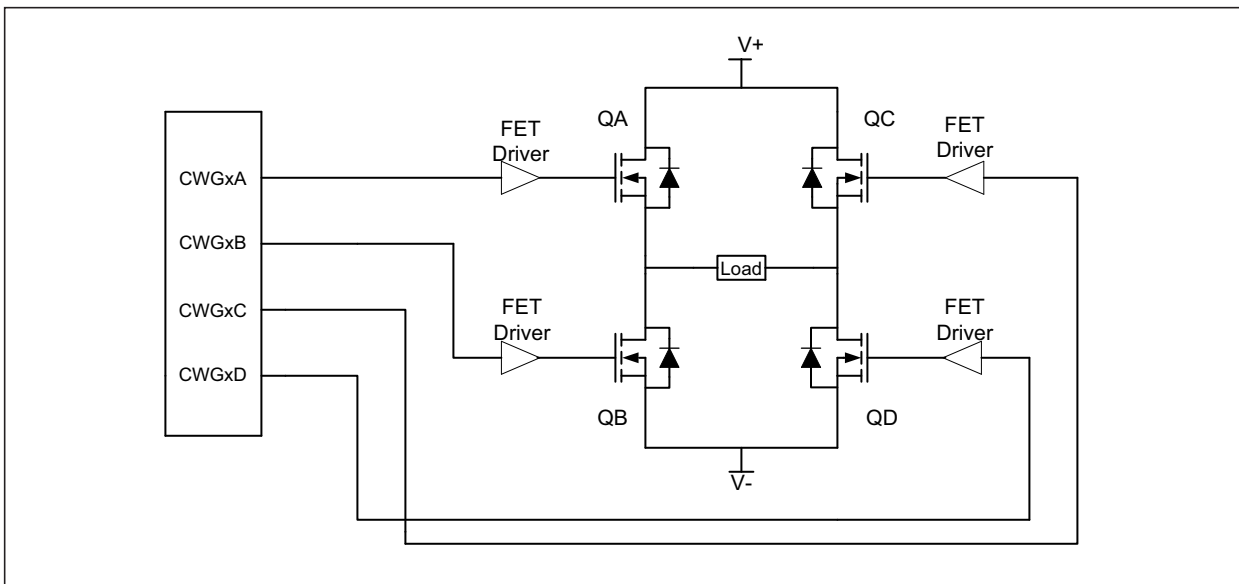 V+
QA
QC
FET
Driver
FET
Driver
CWGxA
CWGxB
CWGxC
CWGxD
Load
FET
Driver
FET
Driver
QB
QD
V-